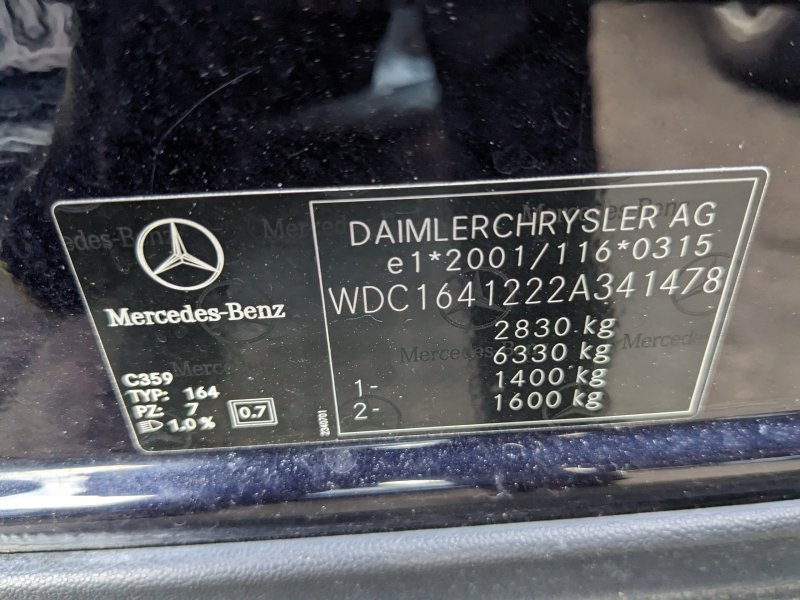 Mercedes-Benz
C359
TYP: 164
PZ: 7
1.0 %
0.7
2340701
DAIMLERCHRYSLER AG
e1*2001/116*0315
WDC1641222A341478
2830 kg
6330 kg
1- 1400 kg
2- 1600 kg